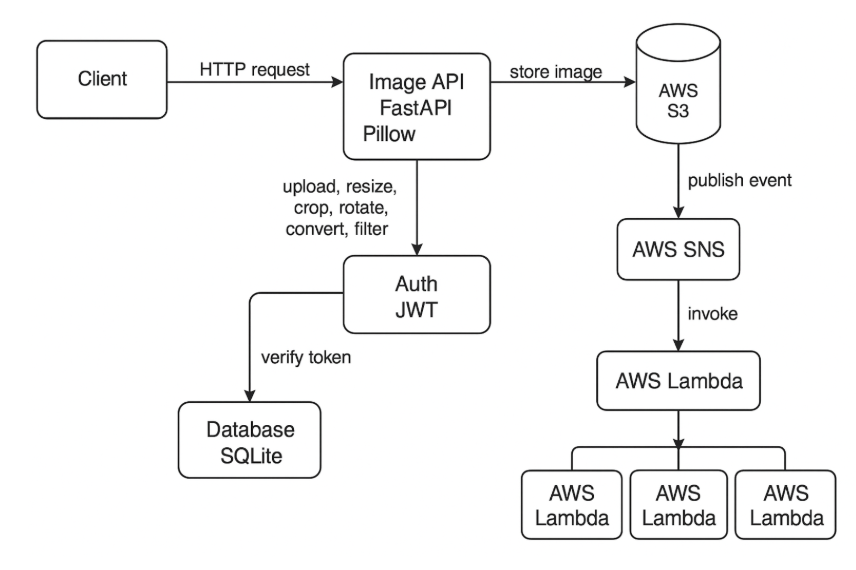 Client
HTTP request
Image API
FastAPI
Pillow
store image
AWS
S3
upload, resize,
crop, rotate,
convert, filter
publish event
AWS SNS
Auth
JWT
invoke
verify token
AWS Lambda
Database
SQLite
AWS
Lambda
AWS
Lambda
AWS
Lambda